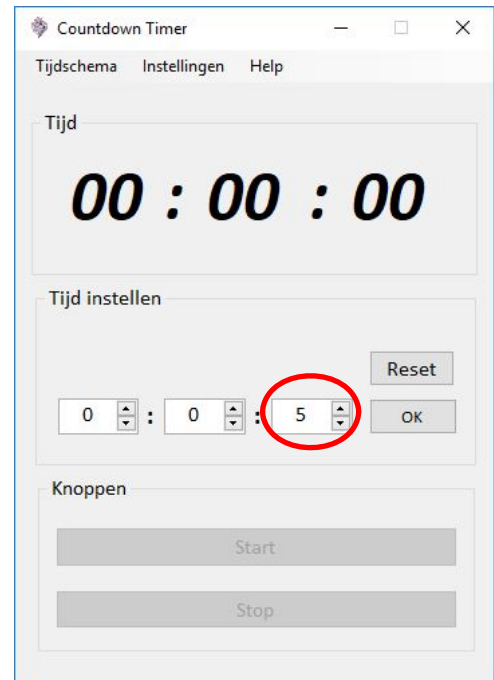 Countdown Timer
Tijdschema Instellingen Help
Tijd
00 : 00 : 00
Tijd instellen
Reset
0 : 0 : 5 OK
Knoppen
Start
Stop